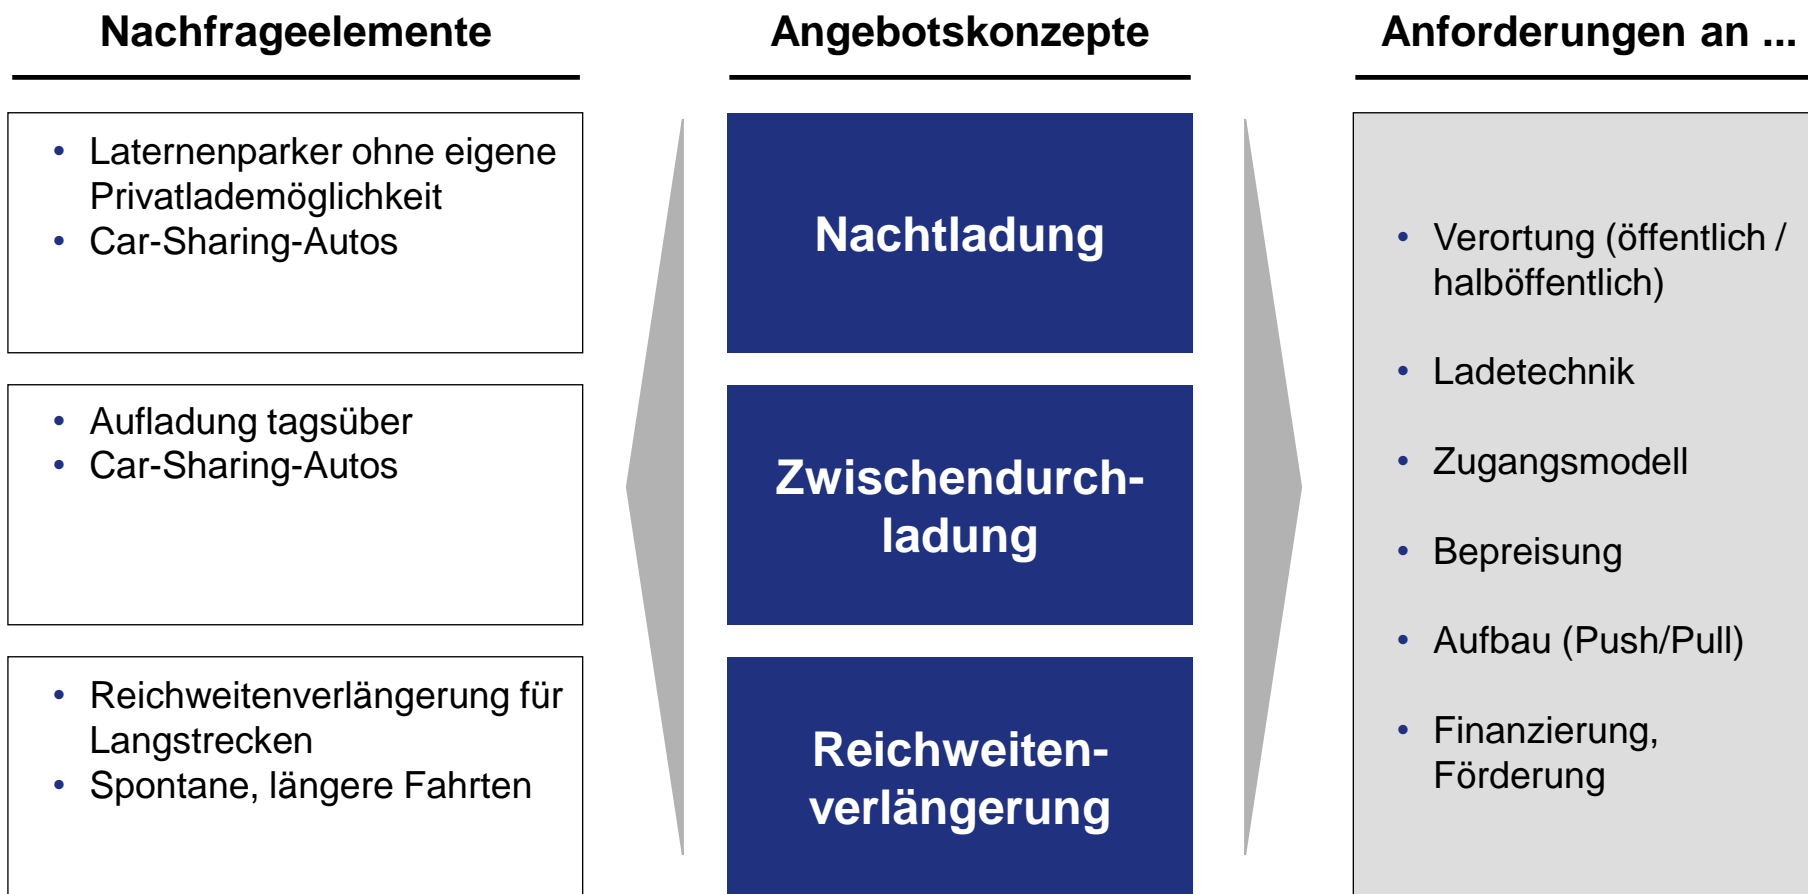 Nachfrageelemente
Angebotskonzepte
Anforderungen an ...
• Laternenparker ohne eigene
Privatlademöglichkeit
• Car-Sharing-Autos
Nachtladung
• Aufladung tagsüber
• Car-Sharing-Autos
Zwischendurch-
ladung
• Reichweitenverlängerung für
Langstrecken
• Spontane, längere Fahrten
Reichweiten-
verlängerung
• Verortung (öffentlich /
halböffentlich)
• Ladetechnik
• Zugangsmodell
• Bepreisung
• Aufbau (Push/Pull)
• Finanzierung,
Förderung